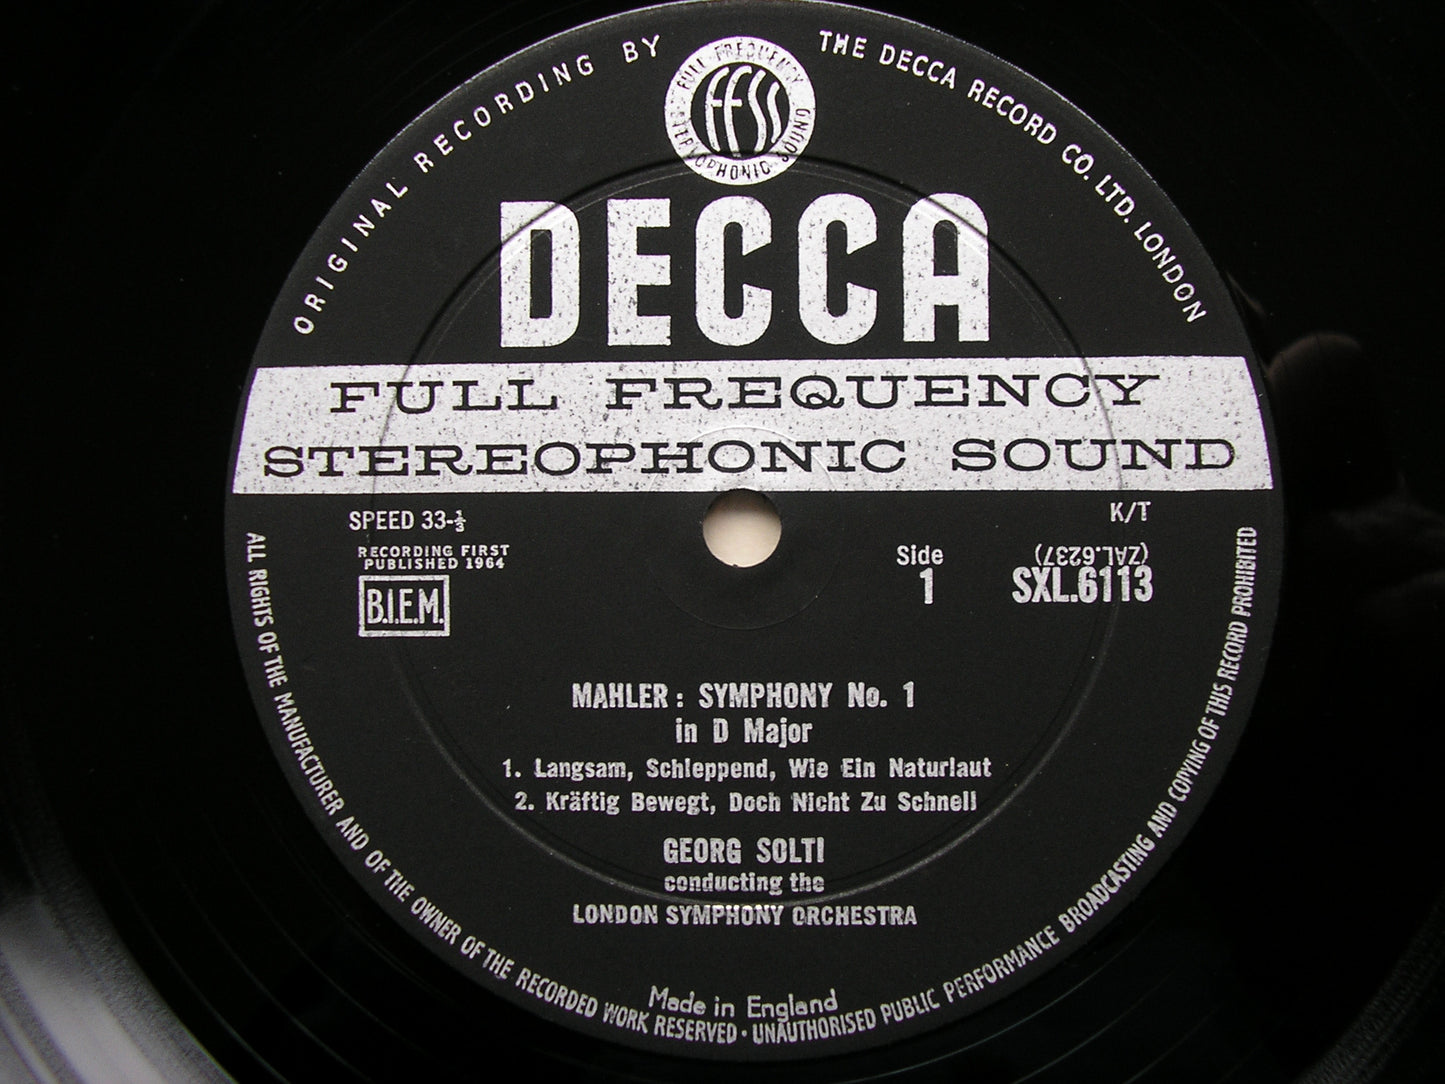 ORIGINAL RECORDING BY
THE DECCA RECORD CO. LTD. LONDON
FULL FREQUENCY
STEREOPHONIC SOUND
FFSS
DECCA
FULL FREQUENCY
STEREOPHONIC SOUND
SPEED 33-⅓
K/T
RECORDING FIRST
PUBLISHED 1964
B.I.E.M.
Side
1
(ZAL.6237)
SXL.6113
MAHLER: SYMPHONY No. 1
in D Major
1. Langsam, Schleppend, Wie Ein Naturlaut
2. Kräftig Bewegt, Doch Nicht Zu Schnell
GEORG SOLTI
conducting the
LONDON SYMPHONY ORCHESTRA
Made in England
ALL RIGHTS OF THE MANUFACTURER AND OF THE OWNER OF THE RECORDED WORK RESERVED · UNAUTHORISED PUBLIC PERFORMANCE BROADCASTING AND COPYING OF THIS RECORD PROHIBITED